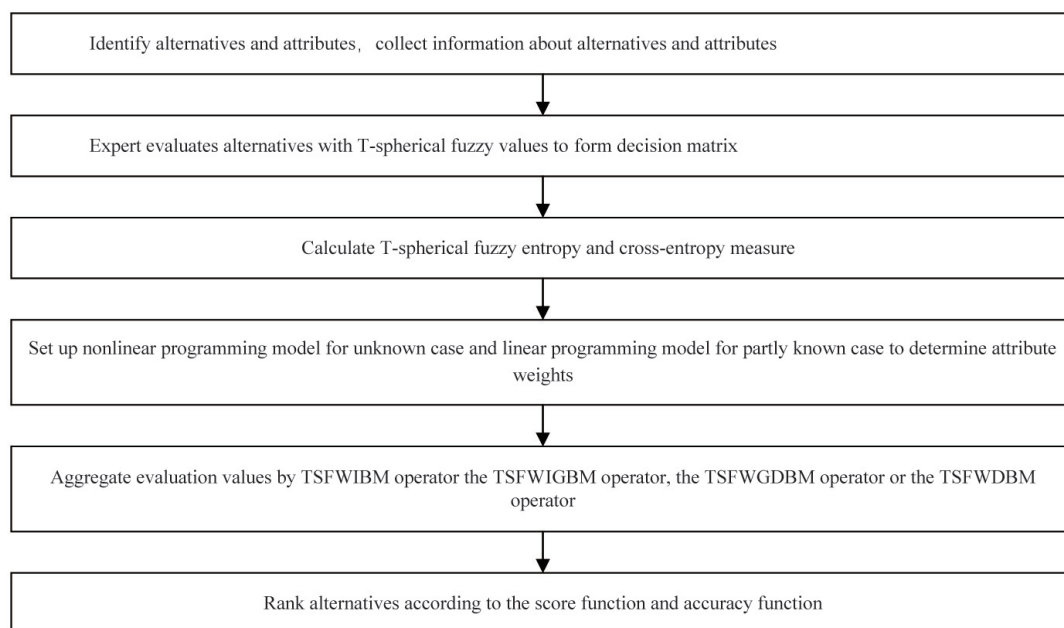 Identify alternatives and attributes, collect information about alternatives and attributes
Expert evaluates alternatives with T-spherical fuzzy values to form decision matrix
Calculate T-spherical fuzzy entropy and cross-entropy measure
Set up nonlinear programming model for unknown case and linear programming model for partly known case to determine attribute
weights
Aggregate evaluation values by TSFWIBM operator the TSFWIGBM operator, the TSFWGDBM operator or the TSFWDBM
operator
Rank alternatives according to the score function and accuracy function